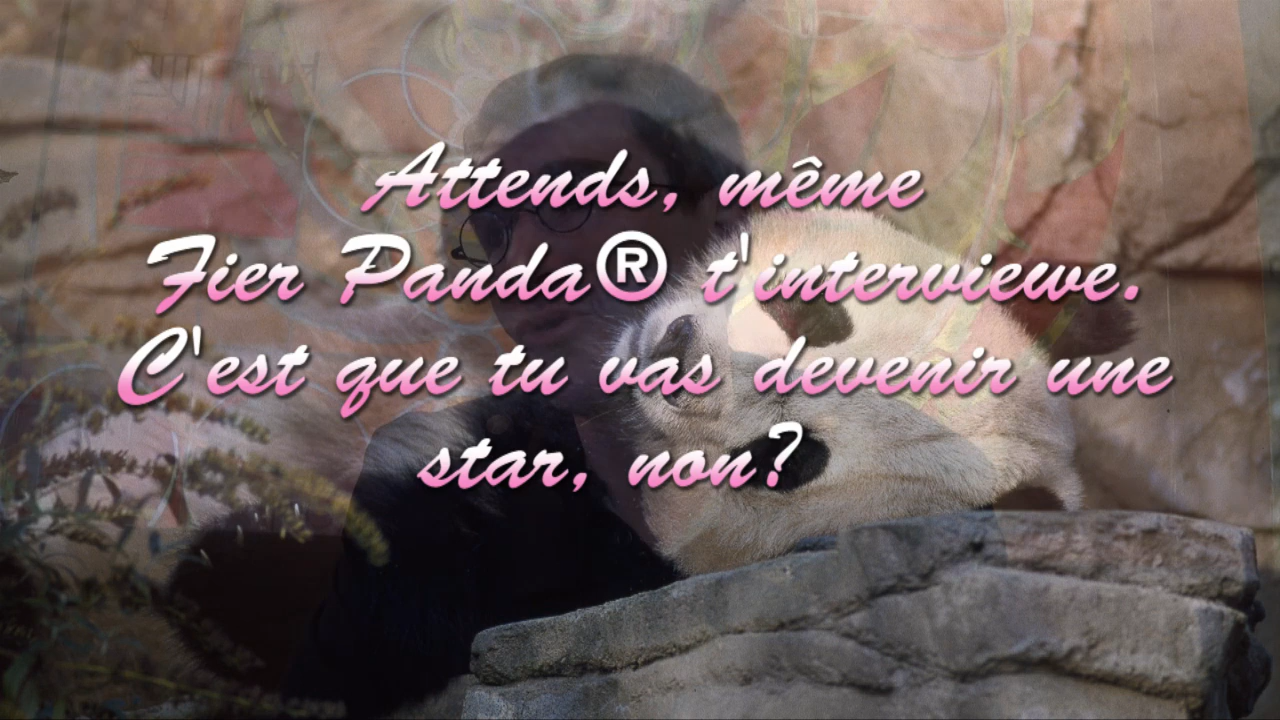 Attends, même
Fier Panda® t'interviewe.
C'est que tu vas devenir une
star, non?